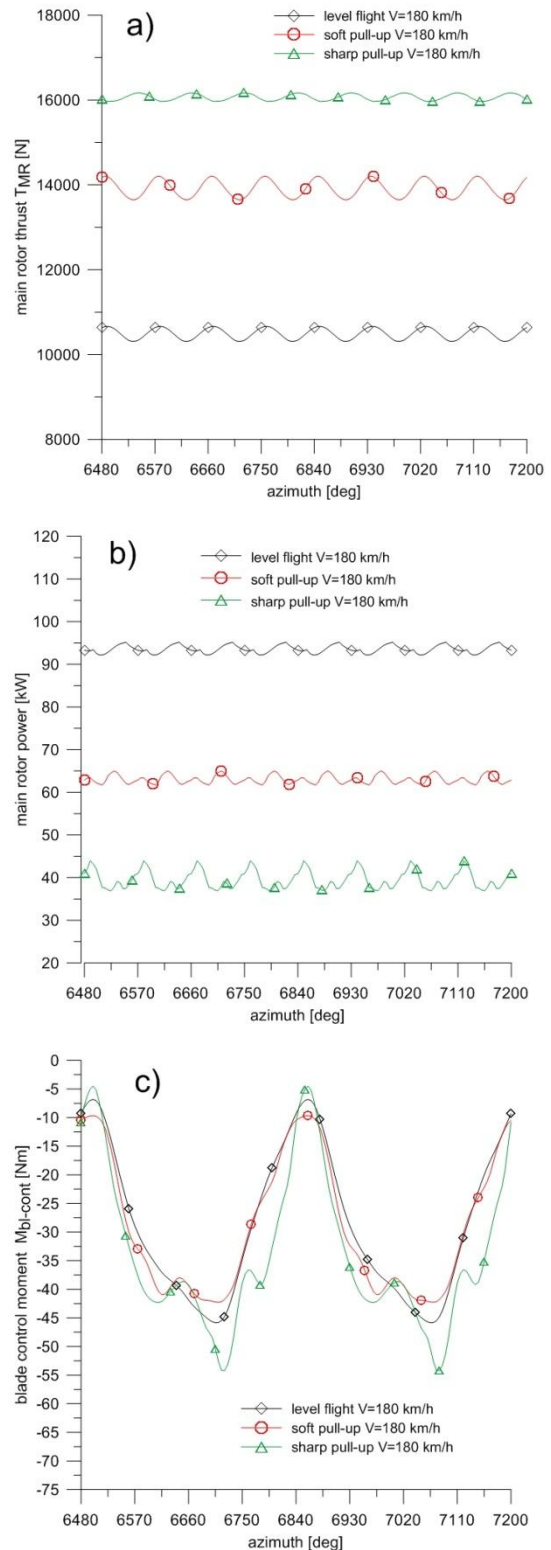 a)
level flight V=180 km/h
soft pull-up V=180 km/h
sharp pull-up V=180 km/h
18000
16000
14000
12000
10000
8000
main rotor thrust TMR [N]
6480 6570 6660 6750 6840 6930 7020 7110 7200
azimuth [deg]
b)
level flight V=180 km/h
soft pull-up V=180 km/h
sharp pull-up V=180 km/h
120
110
100
90
80
70
60
50
40
30
20
main rotor power [kW]
6480 6570 6660 6750 6840 6930 7020 7110 7200
azimuth [deg]
c)
0
-5
-10
-15
-20
-25
-30
-35
-40
-45
-50
-55
-60
-65
-70
-75
blade control moment Mbl-cont [Nm]
level flight V=180 km/h
soft pull-up V=180 km/h
sharp pull-up V=180 km/h
6480 6570 6660 6750 6840 6930 7020 7110 7200
azimuth [deg]